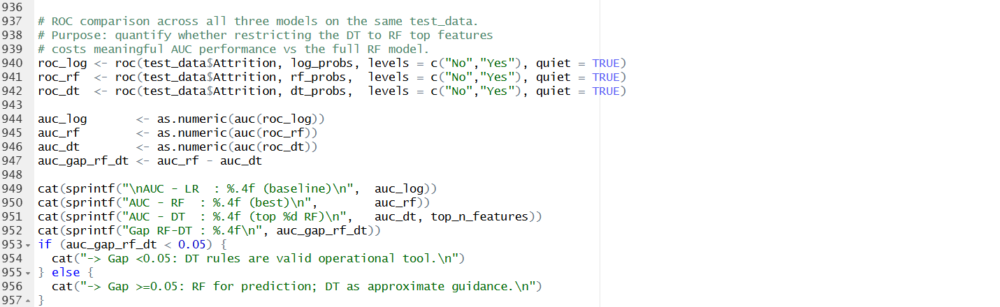 936
937 # ROC comparison across all three models on the same test_data.
938 # Purpose: quantify whether restricting the DT to RF top features
939 # costs meaningful AUC performance vs the full RF model.
940 roc_log <- roc(test_data$Attrition, log_probs, levels = c("No","Yes"), quiet = TRUE)
941 roc_rf  <- roc(test_data$Attrition, rf_probs,  levels = c("No","Yes"), quiet = TRUE)
942 roc_dt  <- roc(test_data$Attrition, dt_probs,  levels = c("No","Yes"), quiet = TRUE)
943
944 auc_log       <- as.numeric(auc(roc_log))
945 auc_rf        <- as.numeric(auc(roc_rf))
946 auc_dt        <- as.numeric(auc(roc_dt))
947 auc_gap_rf_dt <- auc_rf - auc_dt
948
949 cat(sprintf("\nAUC - LR  : %.4f (baseline)\n",  auc_log))
950 cat(sprintf("AUC - RF  : %.4f (best)\n",        auc_rf))
951 cat(sprintf("AUC - DT  : %.4f (top %d RF)\n",   auc_dt, top_n_features))
952 cat(sprintf("Gap RF-DT : %.4f\n", auc_gap_rf_dt))
953 if (auc_gap_rf_dt < 0.05) {
954   cat("-> Gap <0.05: DT rules are valid operational tool.\n")
955 } else {
956   cat("-> Gap >=0.05: RF for prediction; DT as approximate guidance.\n")
957 }